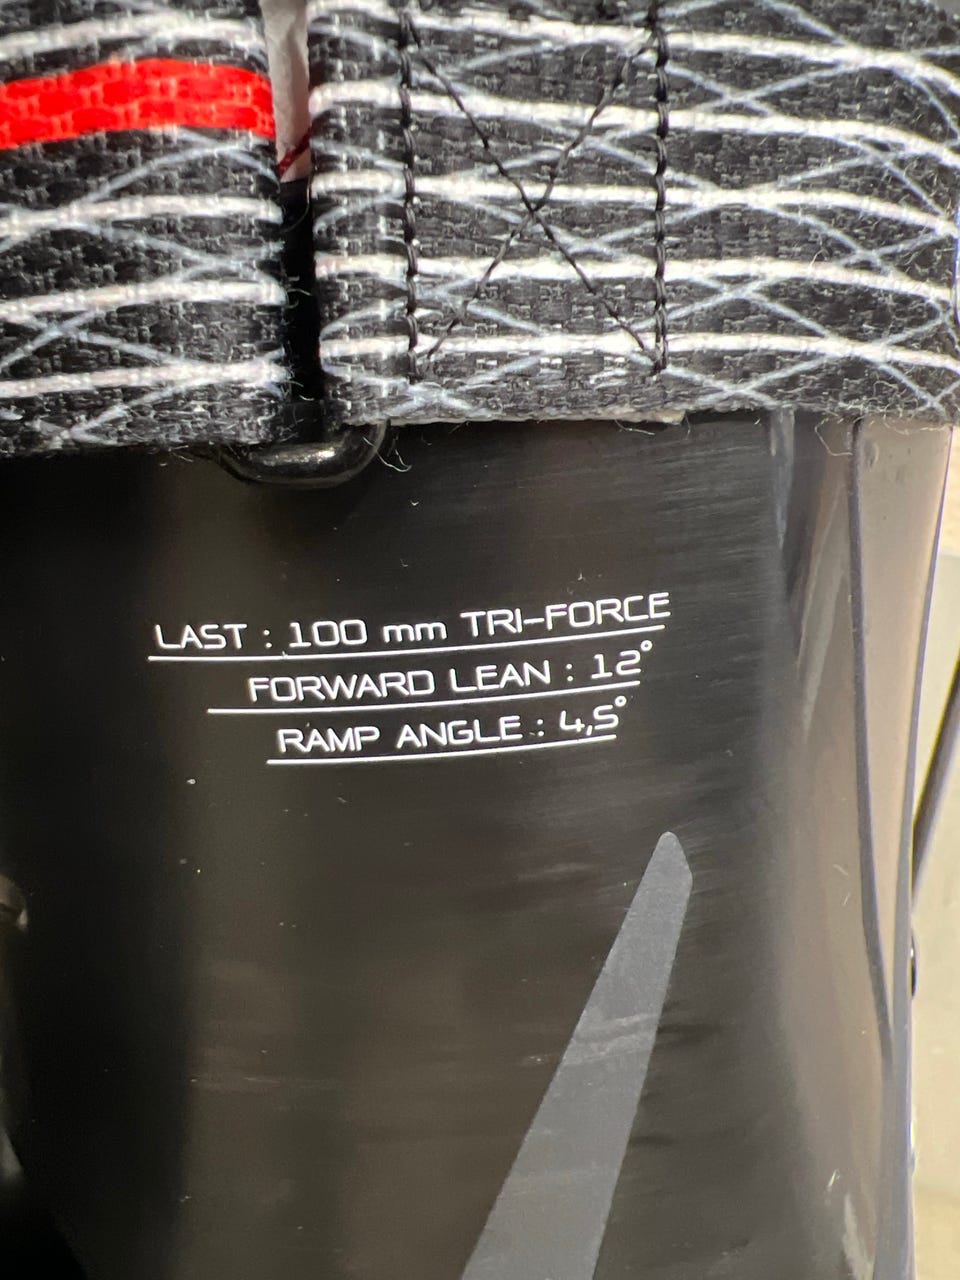 LAST : 100 mm TRI-FORCE
FORWARD LEAN : 12°
RAMP ANGLE : 4,5°